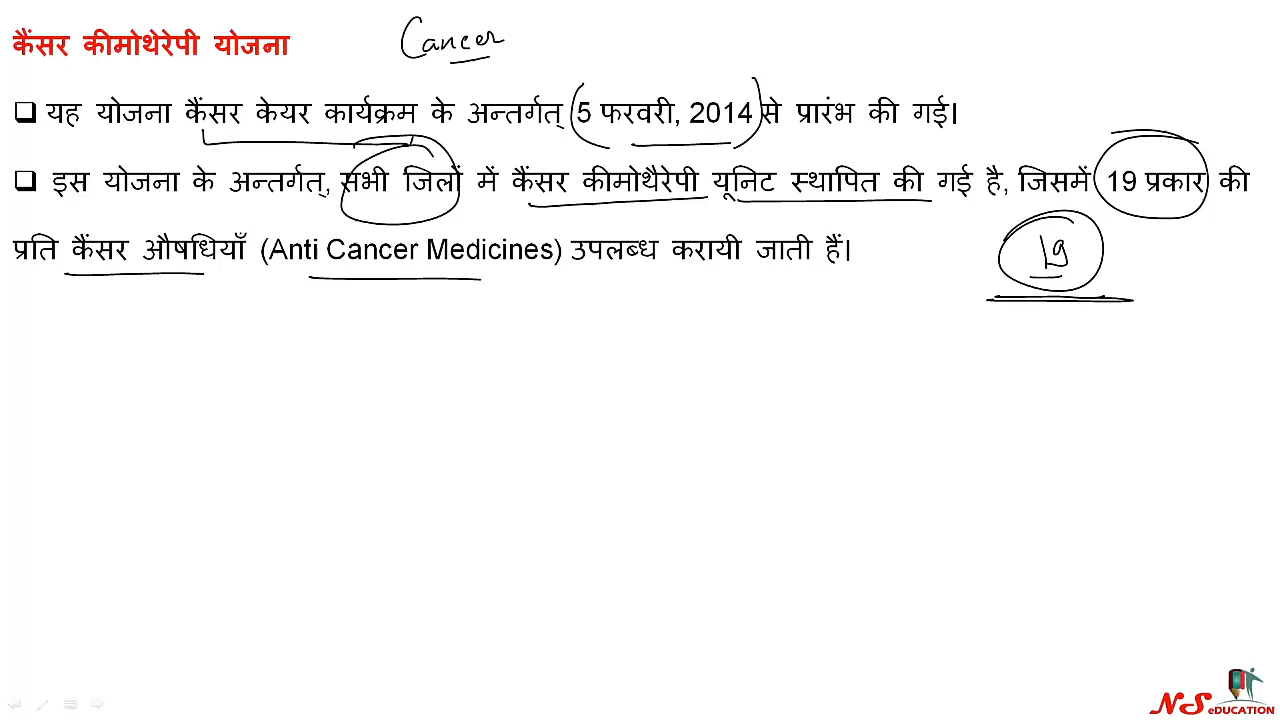 कैंसर कीमोथेरेपी योजना Cancer
❑ यह योजना कैंसर केयर कार्यक्रम के अन्तर्गत् 5 फरवरी, 2014 से प्रारंभ की गई।
❑ इस योजना के अन्तर्गत्, सभी जिलों में कैंसर कीमोथैरेपी यूनिट स्थापित की गई है, जिसमें 19 प्रकार की
प्रति कैंसर औषधियाँ (Anti Cancer Medicines) उपलब्ध करायी जाती हैं।
19
NS eDUCATION